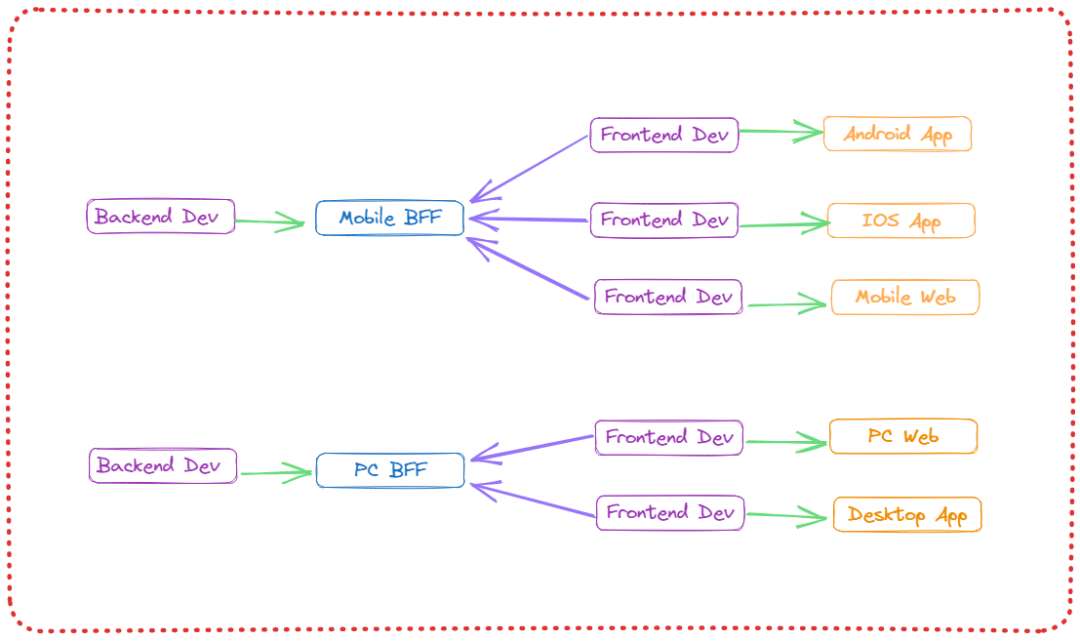 Frontend Dev
Android App
Backend Dev
Mobile BFF
Frontend Dev
IOS App
Frontend Dev
Mobile Web
Frontend Dev
PC Web
Backend Dev
PC BFF
Frontend Dev
Desktop App